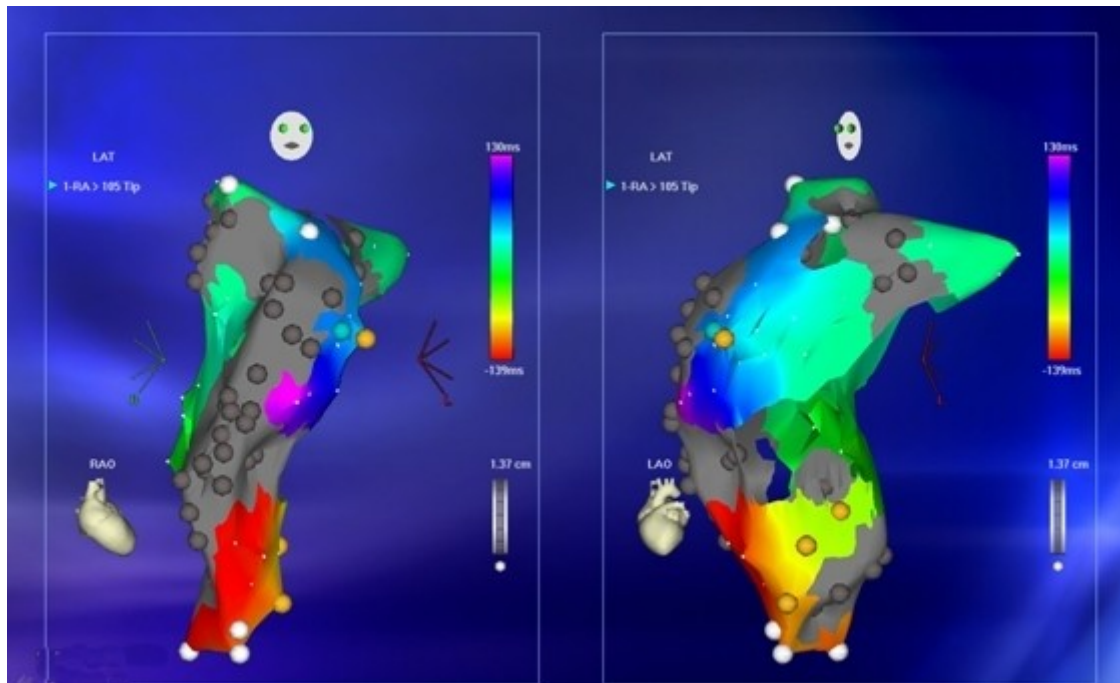 LAT
1-RA > 105 Tip
130ms
-139ms
RAO
1.37 cm
LAT
1-RA > 105 Tip
130ms
-139ms
LAO
1.37 cm